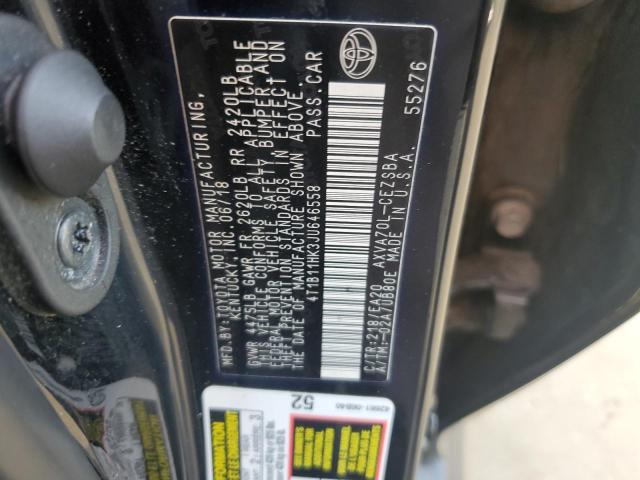 MFD.BY: TOYOTA MOTOR MANUFACTURING,
KENTUCKY, INC. 06/18
GVWR 4475LB GAWR FR 2620LB RR 2420LB
THIS VEHICLE CONFORMS TO ALL APPLICABLE
FEDERAL MOTOR VEHICLE SAFETY, BUMPER, AND
THEFT PREVENTION STANDARDS IN EFFECT ON
THE DATE OF MANUFACTURE SHOWN ABOVE.
4T1B11HK3JU646558 PASS.CAR
C/TR:218/EA20 AXVA70L-CEZSBA
A/TM:-02A/UB80E MADE IN U.S.A. 55276
52